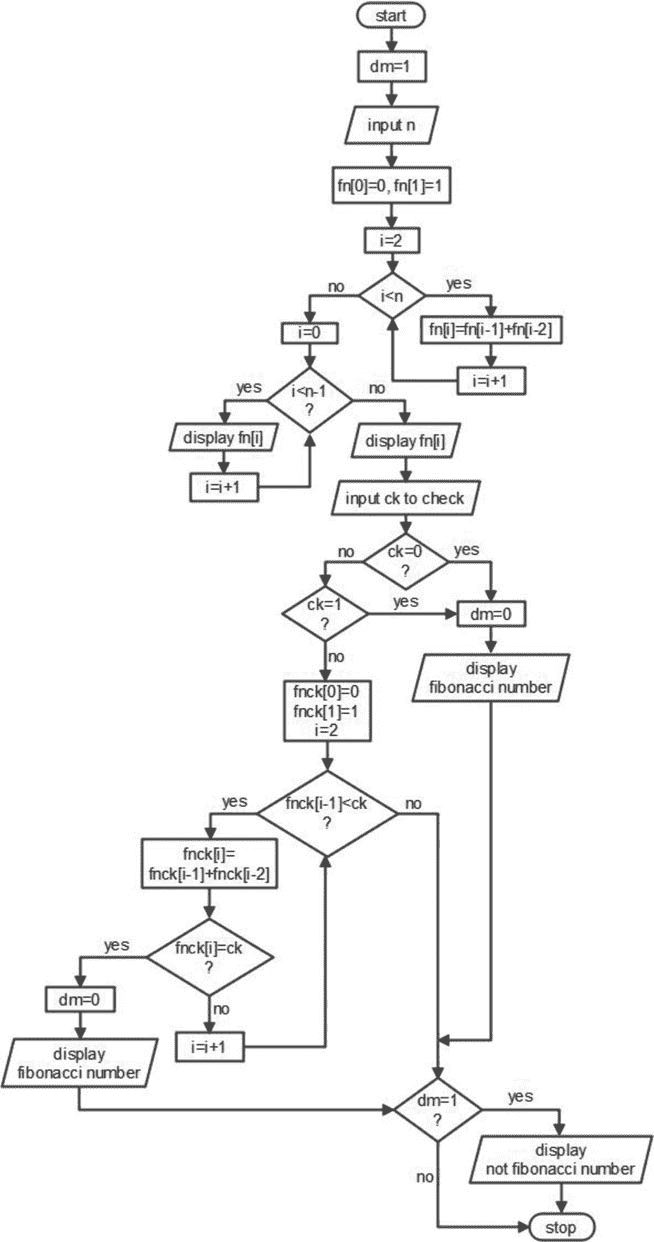 start
dm=1
input n
fn[0]=0, fn[1]=1
i=2
i<n
no
yes
i=0
fn[i]=fn[i-1]+fn[i-2]
i=i+1
i<n-1
?
yes
no
display fn[i]
display fn[i]
i=i+1
input ck to check
ck=0
?
no
yes
ck=1
?
yes
dm=0
no
display
fibonacci number
fnck[0]=0
fnck[1]=1
i=2
fnck[i-1]<ck
?
yes
no
fnck[i]=
fnck[i-1]+fnck[i-2]
fnck[i]=ck
?
yes
no
dm=0
i=i+1
display
fibonacci number
dm=1
?
yes
display
not fibonacci number
no
stop